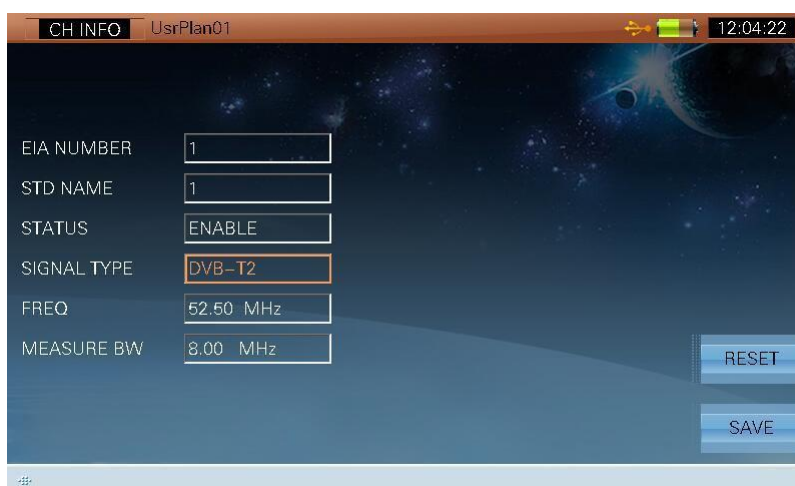 CH INFO UsrPlan01 12:04:22
EIA NUMBER 1
STD NAME 1
STATUS ENABLE
SIGNAL TYPE DVB-T2
FREQ 52.50 MHz
MEASURE BW 8.00 MHz
RESET
SAVE